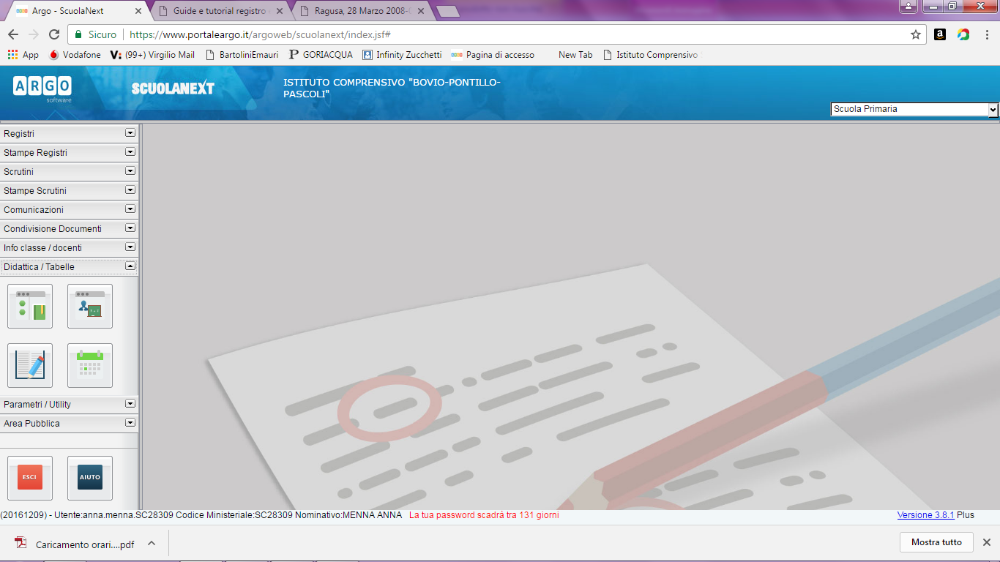 Argo - ScuolaNext
Guide e tutorial registro
Ragusa, 28 Marzo 2008-
Sicuro
https://www.portaleargo.it/argoweb/scuolanext/index.jsf#
App
Vodafone
(99+) Virgilio Mail
BartoliniEmauri
GORIACQUA
Infinity Zucchetti
Pagina di accesso
New Tab
Istituto Comprensivo
ARGO
software
SCUOLANEXT
ISTITUTO COMPRENSIVO "BOVIO-PONTILLO-
PASCOLI"
Scuola Primaria
Registri
Stampe Registri
Scrutini
Stampe Scrutini
Comunicazioni
Condivisione Documenti
Info classe / docenti
Didattica / Tabelle
Parametri / Utility
Area Pubblica
ESCI
AIUTO
(20161209) - Utente:anna.menna.SC28309 Codice Ministeriale:SC28309 Nominativo:MENNA ANNA La tua password scadrà tra 131 giorni
Versione 3.8.1 Plus
Caricamento orari....pdf
Mostra tutto